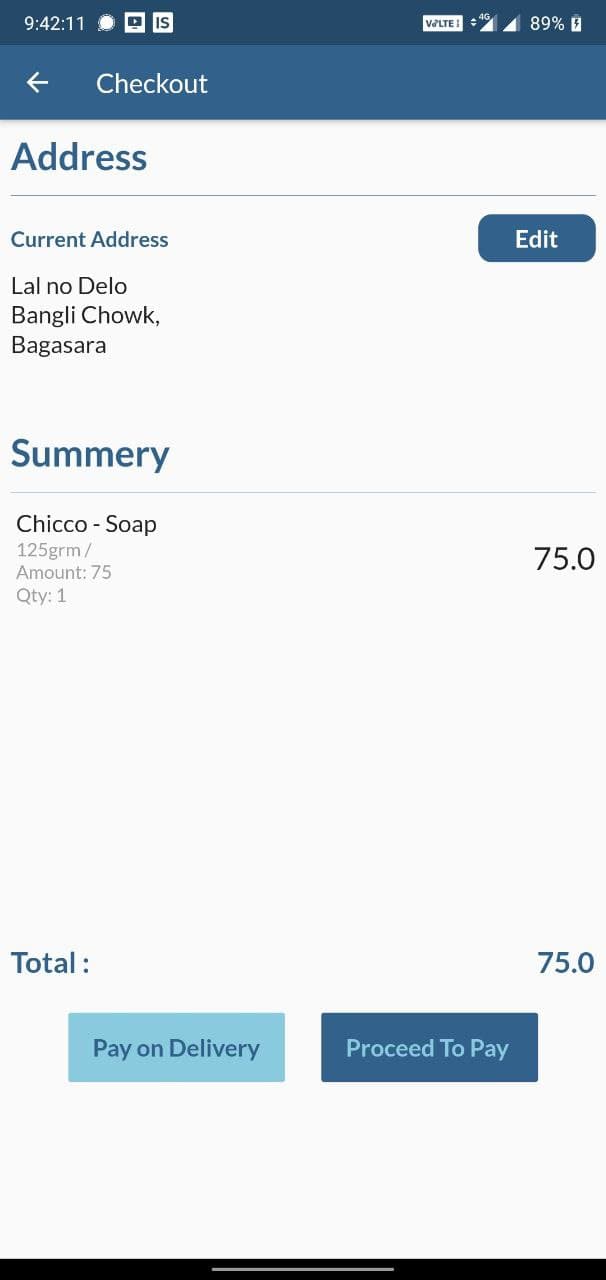 9:42:11 IS VoLTE 4G 89%
Checkout
Address
Current Address Edit
Lal no Delo
Bangli Chowk,
Bagasara
Summery
Chicco - Soap
125grm /
75.0
Amount: 75
Qty: 1
Total : 75.0
Pay on Delivery Proceed To Pay